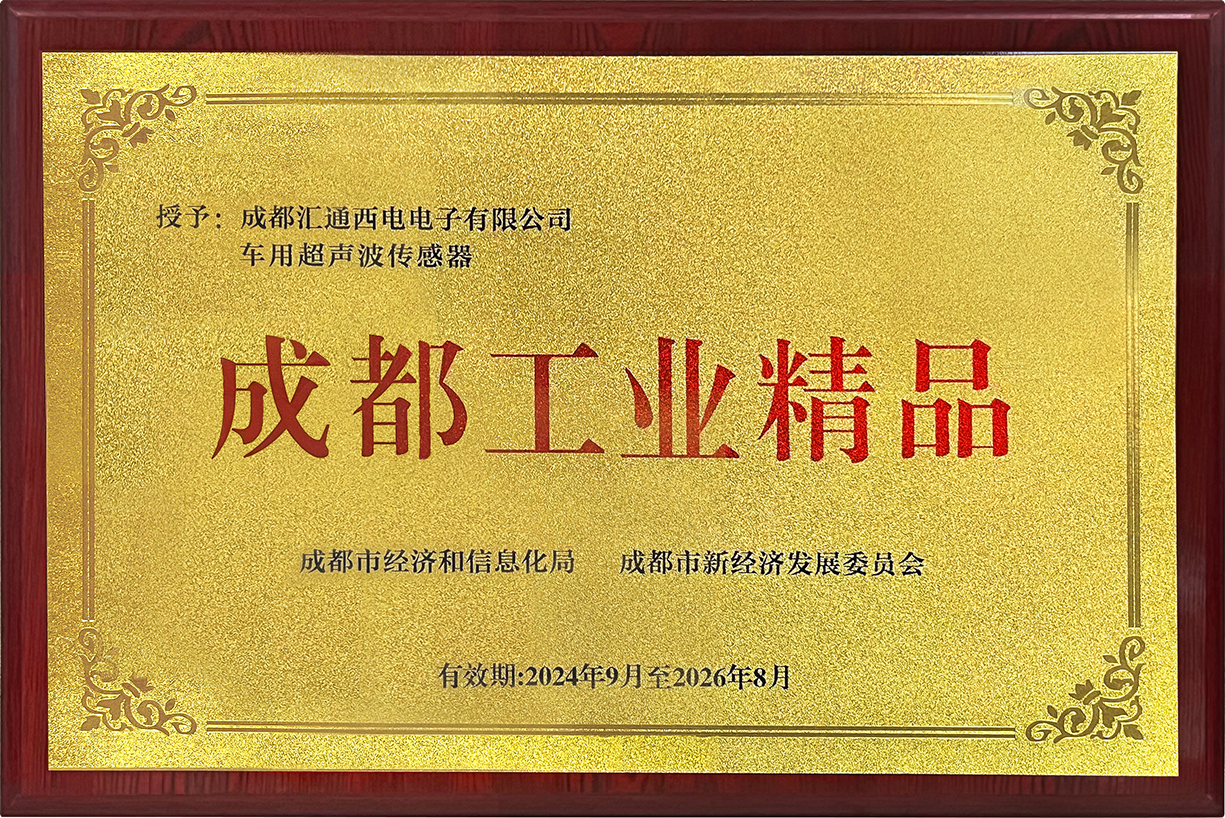 授予：成都汇通西电电子有限公司
车用超声波传感器
成都工业精品
成都市经济和信息化局 成都市新经济发展委员会
有效期:2024年9月至2026年8月